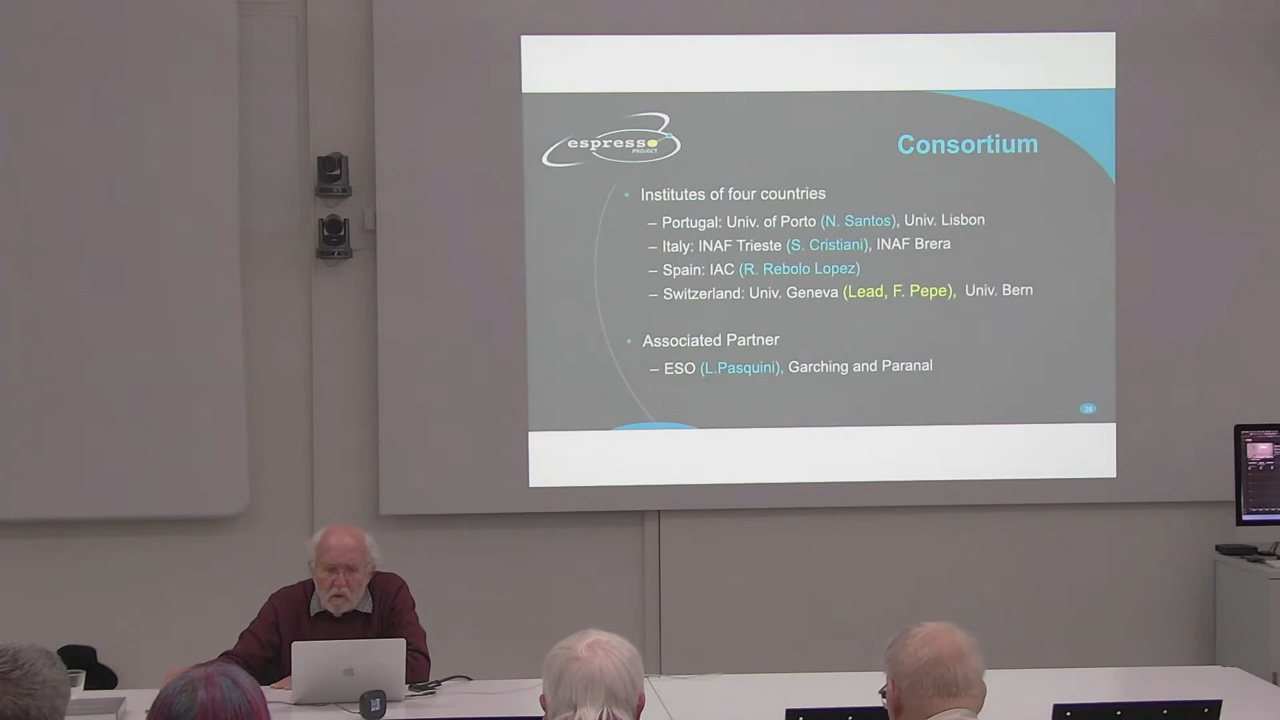 espresso
PROJECT
Consortium
• Institutes of four countries
– Portugal: Univ. of Porto (N. Santos), Univ. Lisbon
– Italy: INAF Trieste (S. Cristiani), INAF Brera
– Spain: IAC (R. Rebolo Lopez)
– Switzerland: Univ. Geneva (Lead, F. Pepe), Univ. Bern
• Associated Partner
– ESO (L.Pasquini), Garching and Paranal
28